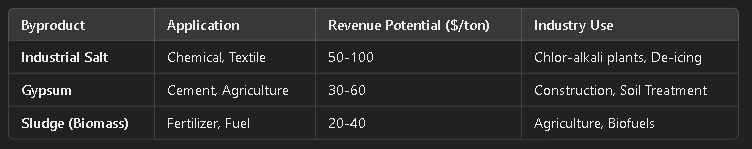 Byproduct Application Revenue Potential ($/ton) Industry Use
Industrial Salt Chemical, Textile 50-100 Chlor-alkali plants, De-icing
Gypsum Cement, Agriculture 30-60 Construction, Soil Treatment
Sludge (Biomass) Fertilizer, Fuel 20-40 Agriculture, Biofuels